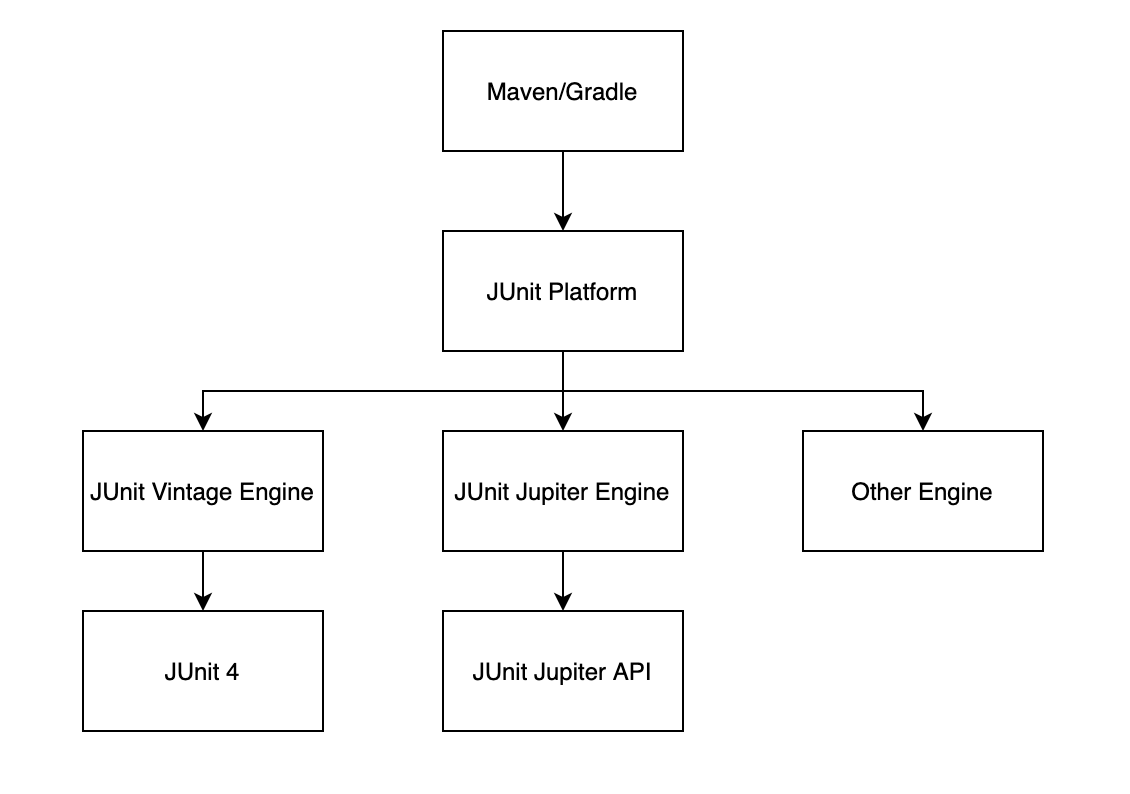 Maven/Gradle
JUnit Platform
JUnit Vintage Engine
JUnit Jupiter Engine
Other Engine
JUnit 4
JUnit Jupiter API